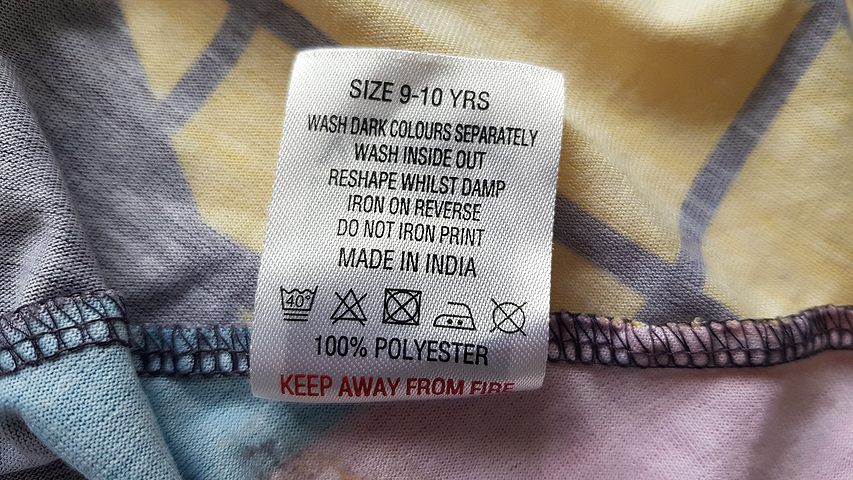 SIZE 9-10 YRS
WASH DARK COLOURS SEPARATELY
WASH INSIDE OUT
RESHAPE WHILST DAMP
IRON ON REVERSE
DO NOT IRON PRINT
MADE IN INDIA
40°
100% POLYESTER
KEEP AWAY FROM FIRE